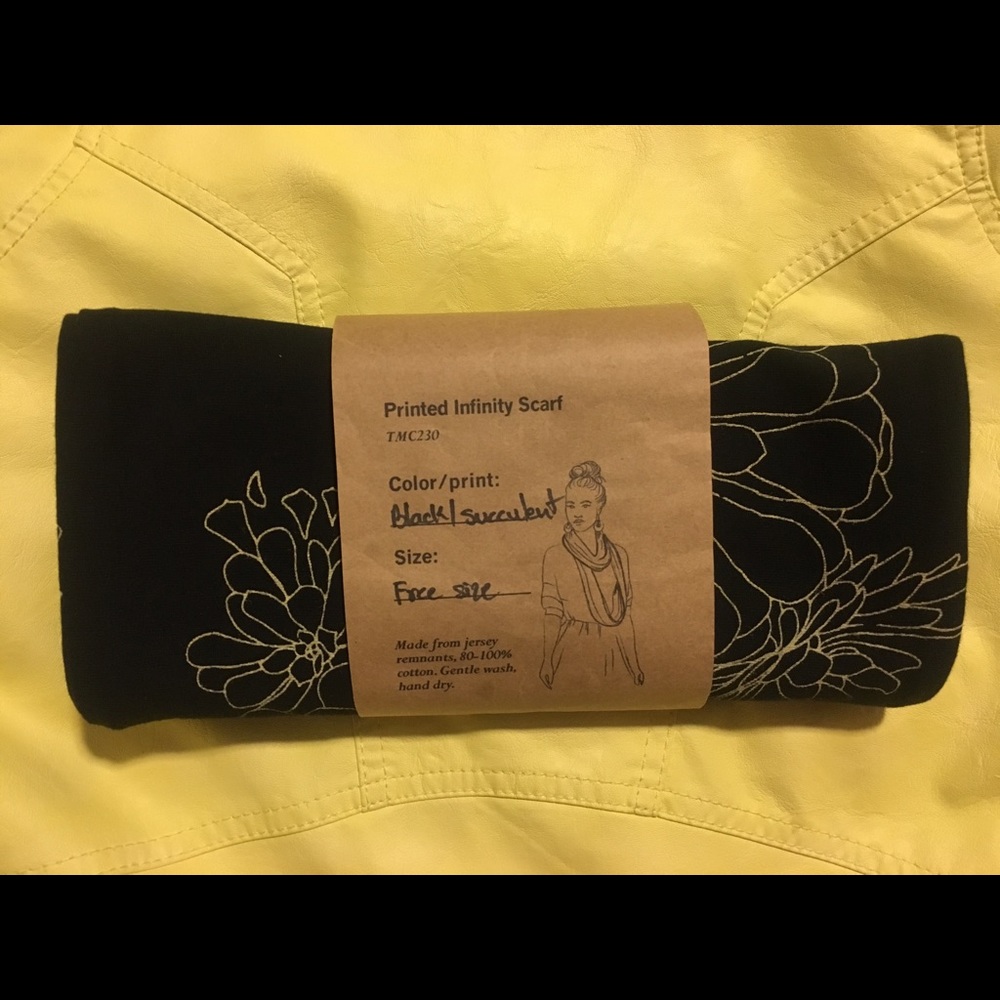 Printed Infinity Scarf
TMC230
Color/print:
Black/succulent
Size:
Free size
Made from jersey
remnants, 80-100%
cotton. Gentle wash,
hand dry.